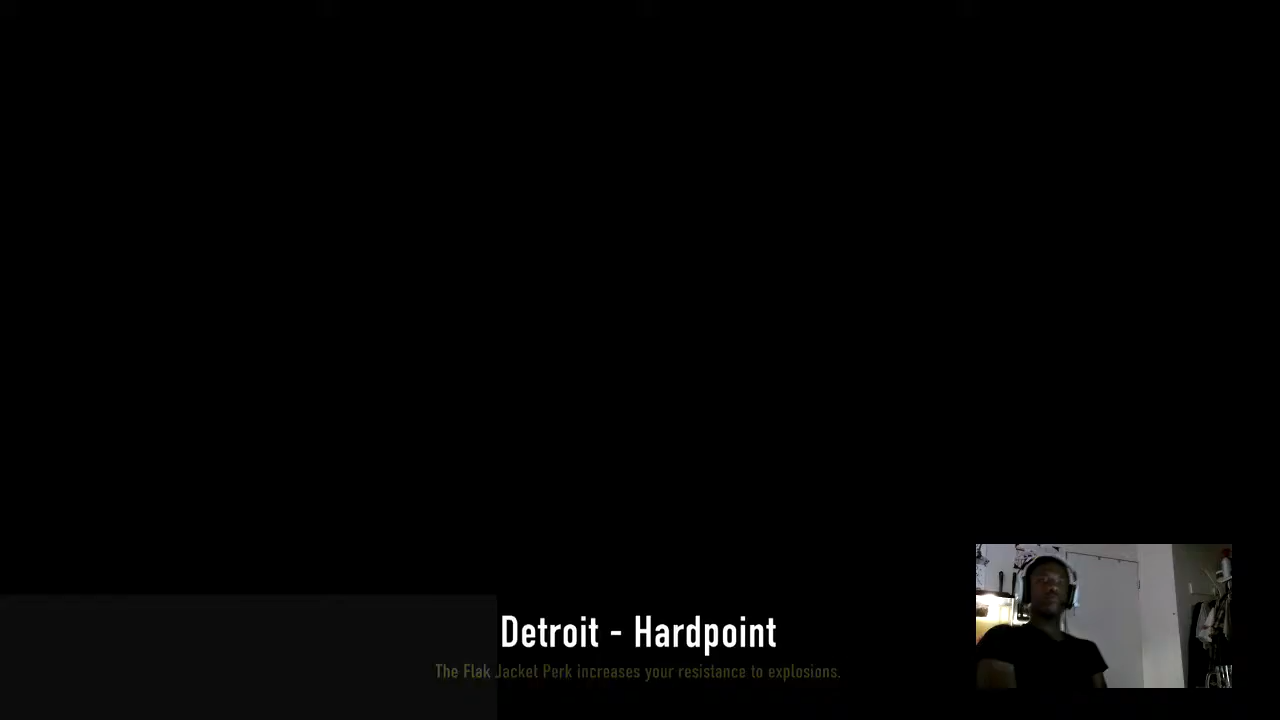 Detroit - Hardpoint
The Flak Jacket Perk increases your resistance to explosions.